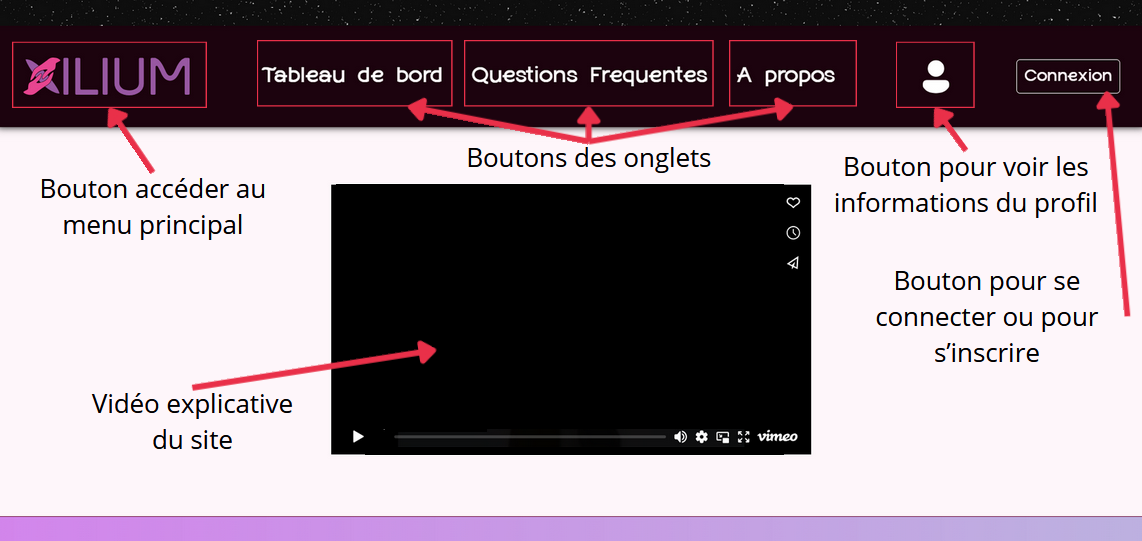 XILIUM
Tableau de bord
Questions Frequentes
A propos
Connexion
Boutons des onglets
Bouton accéder au
menu principal
Bouton pour voir les
informations du profil
Bouton pour se
connecter ou pour
s’inscrire
Vidéo explicative
du site
vimeo